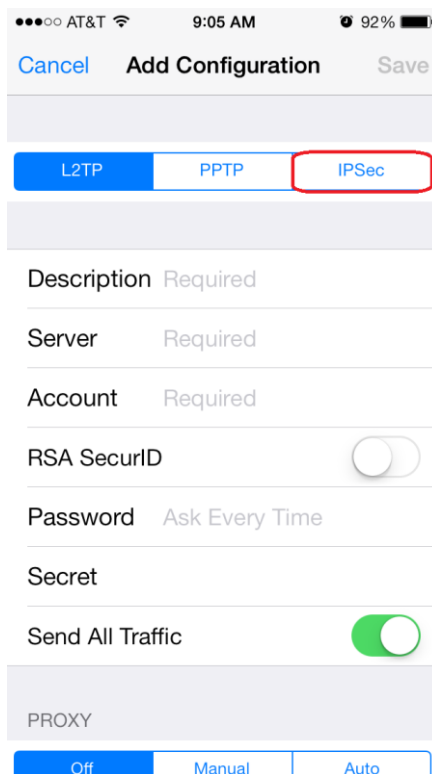 AT&T 9:05 AM 92%
Cancel Add Configuration Save
L2TP PPTP IPSec
Description Required
Server Required
Account Required
RSA SecurID
Password Ask Every Time
Secret
Send All Traffic
PROXY
Off Manual Auto